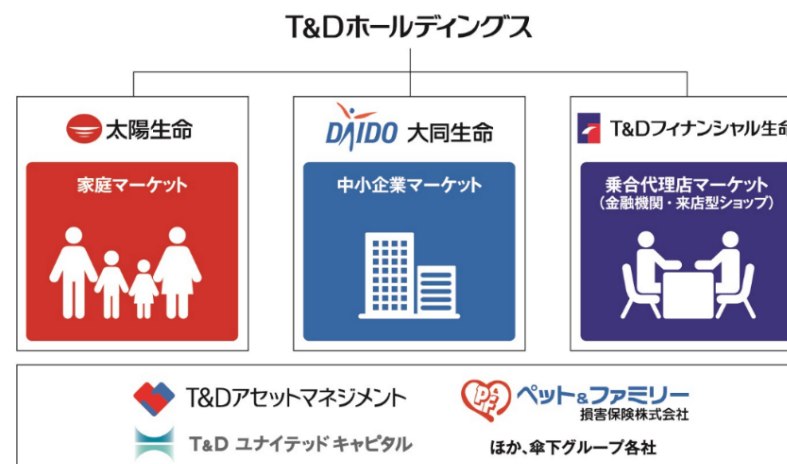 T&Dホールディングス
太陽生命
家庭マーケット
DAIDO 大同生命
中小企業マーケット
T&Dフィナンシャル生命
乗合代理店マーケット
(金融機関・来店型ショップ)
T&Dアセットマネジメント
PAF ペット&ファミリー
損害保険株式会社
T&D ユナイテッドキャピタル
ほか、傘下グループ各社